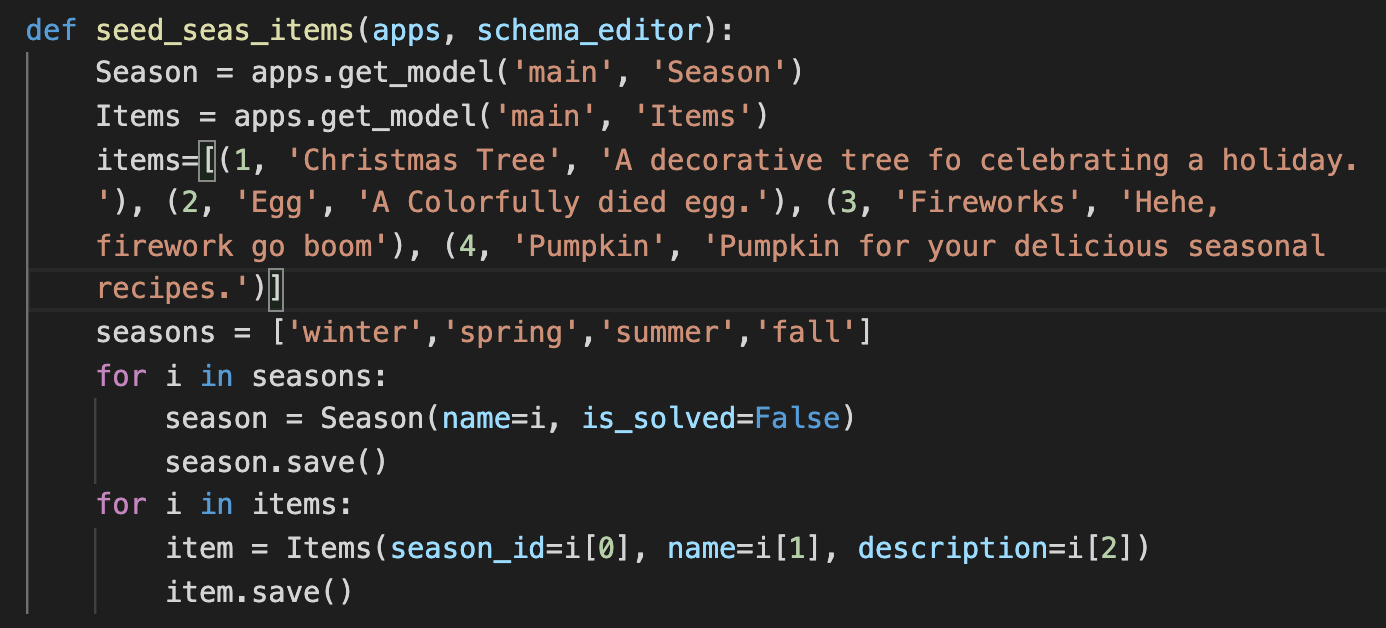 def seed_seas_items(apps, schema_editor):
    Season = apps.get_model('main', 'Season')
    Items = apps.get_model('main', 'Items')
    items=[(1, 'Christmas Tree', 'A decorative tree fo celebrating a holiday.
    '), (2, 'Egg', 'A Colorfully died egg.'), (3, 'Fireworks', 'Hehe,
    firework go boom'), (4, 'Pumpkin', 'Pumpkin for your delicious seasonal
    recipes.')]
    seasons = ['winter','spring','summer','fall']
    for i in seasons:
        season = Season(name=i, is_solved=False)
        season.save()
    for i in items:
        item = Items(season_id=i[0], name=i[1], description=i[2])
        item.save()